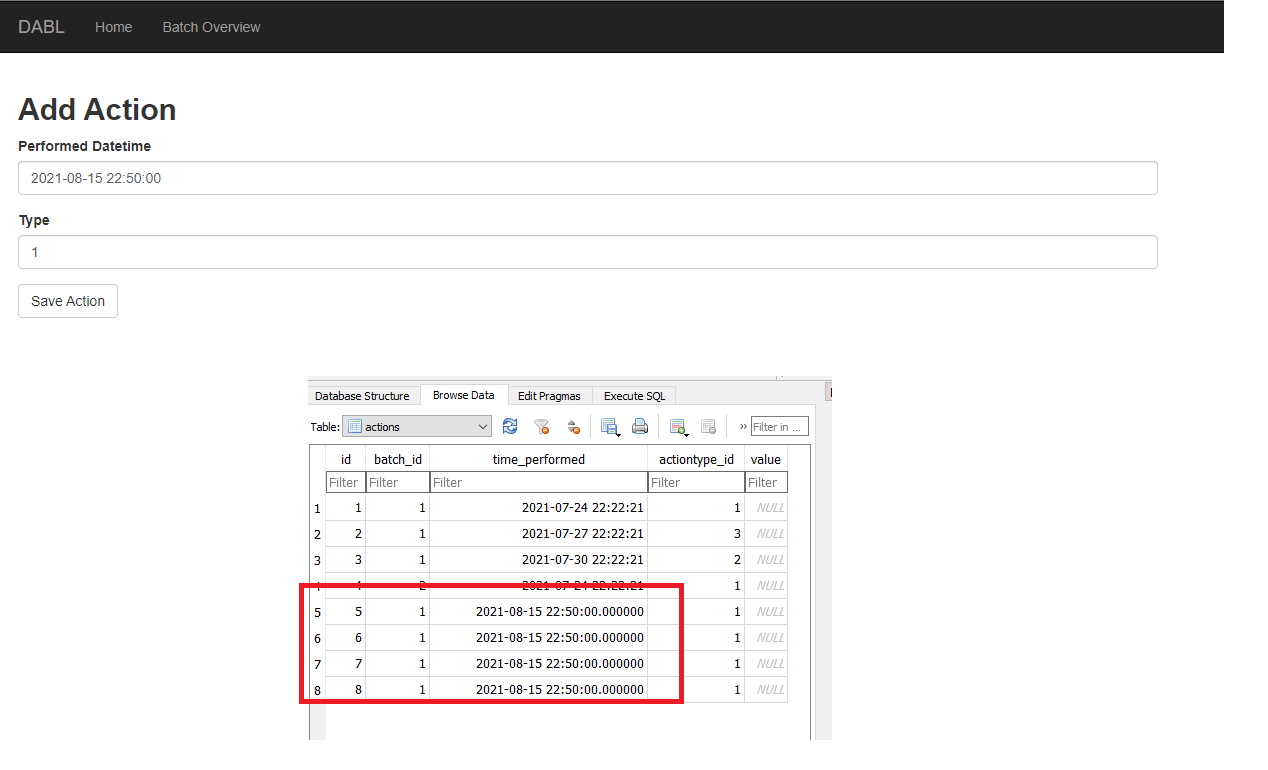 DABL Home Batch Overview
Add Action
Performed Datetime
2021-08-15 22:50:00
Type
1
Save Action
Database Structure Browse Data Edit Pragmas Execute SQL
Table: actions Filter in ...
id batch_id time_performed actiontype_id value
Filter Filter Filter Filter Filter
1 1 1 2021-07-24 22:22:21 1 NULL
2 2 1 2021-07-27 22:22:21 3 NULL
3 3 1 2021-07-30 22:22:21 2 NULL
4 4 2 2021-07-24 22:22:21 1 NULL
5 5 1 2021-08-15 22:50:00.000000 1 NULL
6 6 1 2021-08-15 22:50:00.000000 1 NULL
7 7 1 2021-08-15 22:50:00.000000 1 NULL
8 8 1 2021-08-15 22:50:00.000000 1 NULL